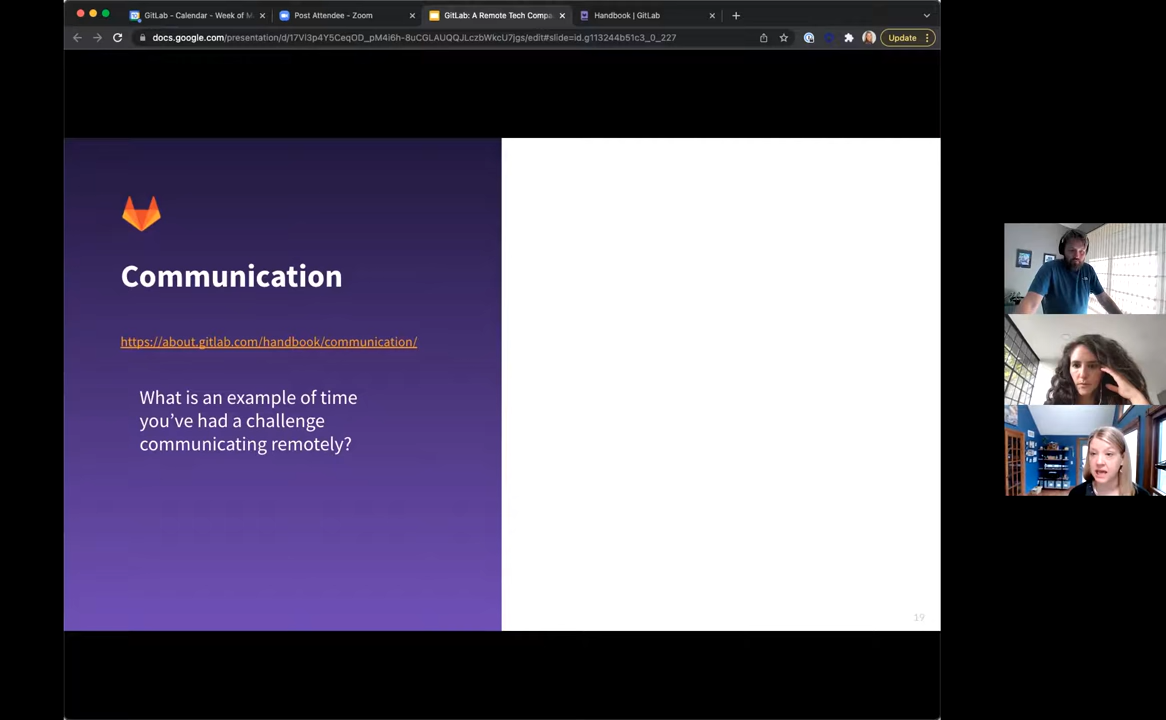 GitLab - Calendar - Week of M
Post Attendee - Zoom
GitLab: A Remote Tech Compa
Handbook | GitLab
docs.google.com/presentation/d/17Vl3p4Y5CeqOD_pM4i6h-8uCGLAUQQJLczbWkcU7jgs/edit#slide=id.g113244b51c3_0_227
Update
Communication
https://about.gitlab.com/handbook/communication/
What is an example of time
you've had a challenge
communicating remotely?
19